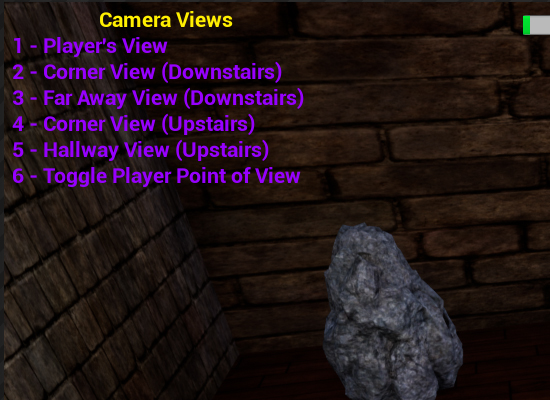 Camera Views
1 - Player's View
2 - Corner View (Downstairs)
3 - Far Away View (Downstairs)
4 - Corner View (Upstairs)
5 - Hallway View (Upstairs)
6 - Toggle Player Point of View